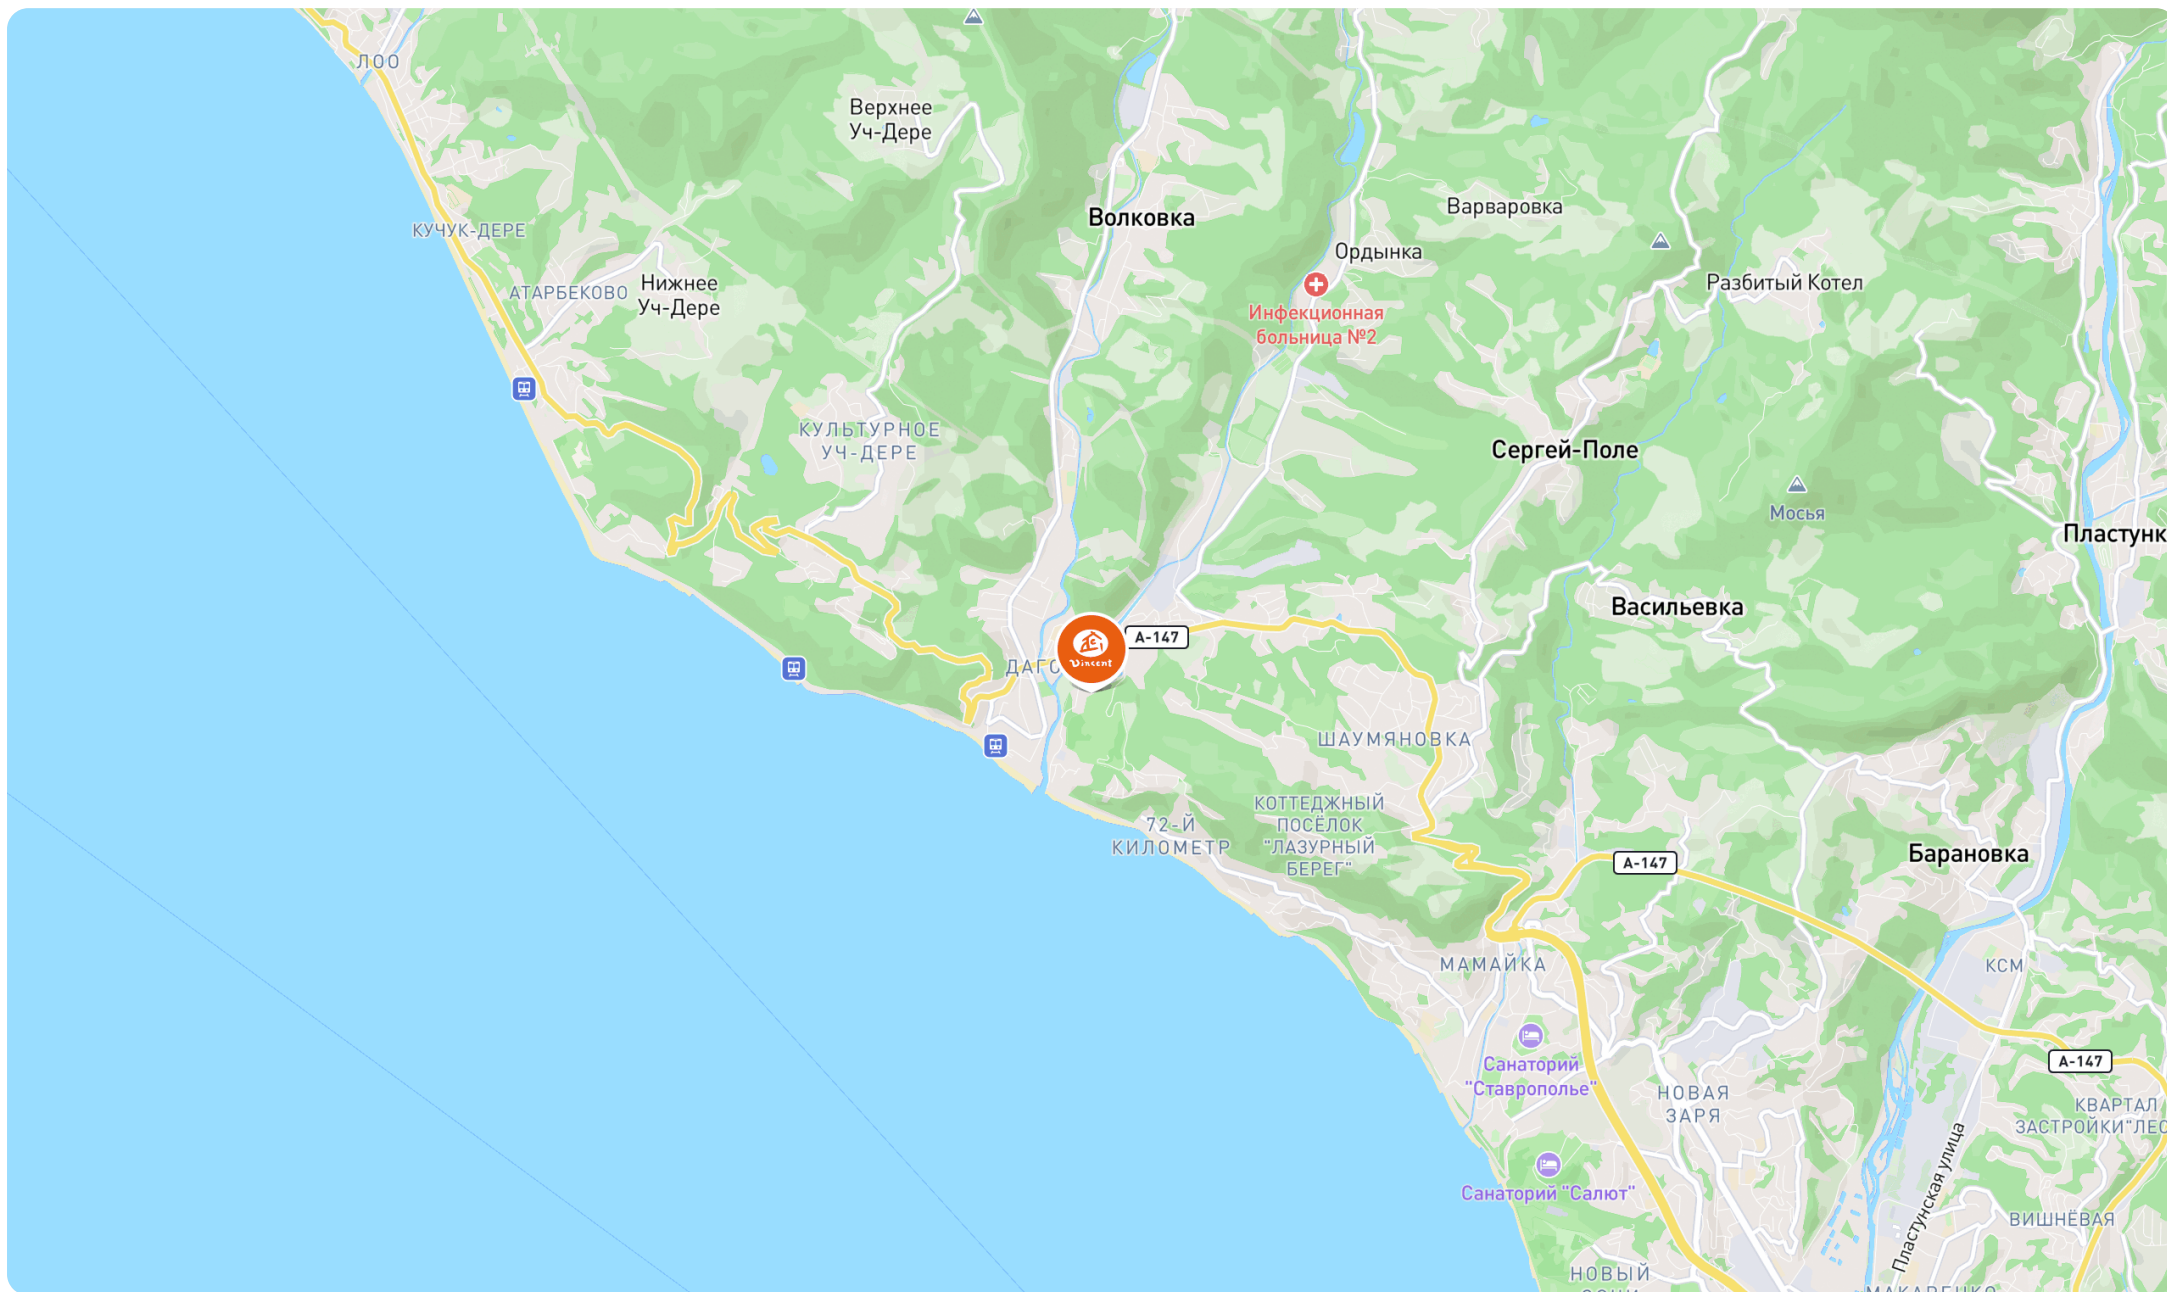 ЛОО
Верхнее
Уч-Дере
Волковка
Варваровка
КУЧУК-ДЕРЕ
Ордынка
Нижнее
Уч-Дере
АТАРБЕКОВО
Разбитый Котел
Инфекционная
больница №2
КУЛЬТУРНОЕ
УЧ-ДЕРЕ
Сергей-Поле
Мосья
Пластунк
Васильевка
А-147
Vincent
ДАГО
ШАУМЯНОВКА
КОТТЕДЖНЫЙ
ПОСЁЛОК
"ЛАЗУРНЫЙ
БЕРЕГ"
72-Й
КИЛОМЕТР
А-147
Барановка
МАМАЙКА
КСМ
Санаторий
"Ставрополье"
А-147
НОВАЯ
ЗАРЯ
КВАРТАЛ
ЗАСТРОЙКИ"ЛЕС
Пластунская улица
Санаторий "Салют"
ВИШНЁВАЯ
НОВЫЙ
СОЧИ
МАКАРЕНКО